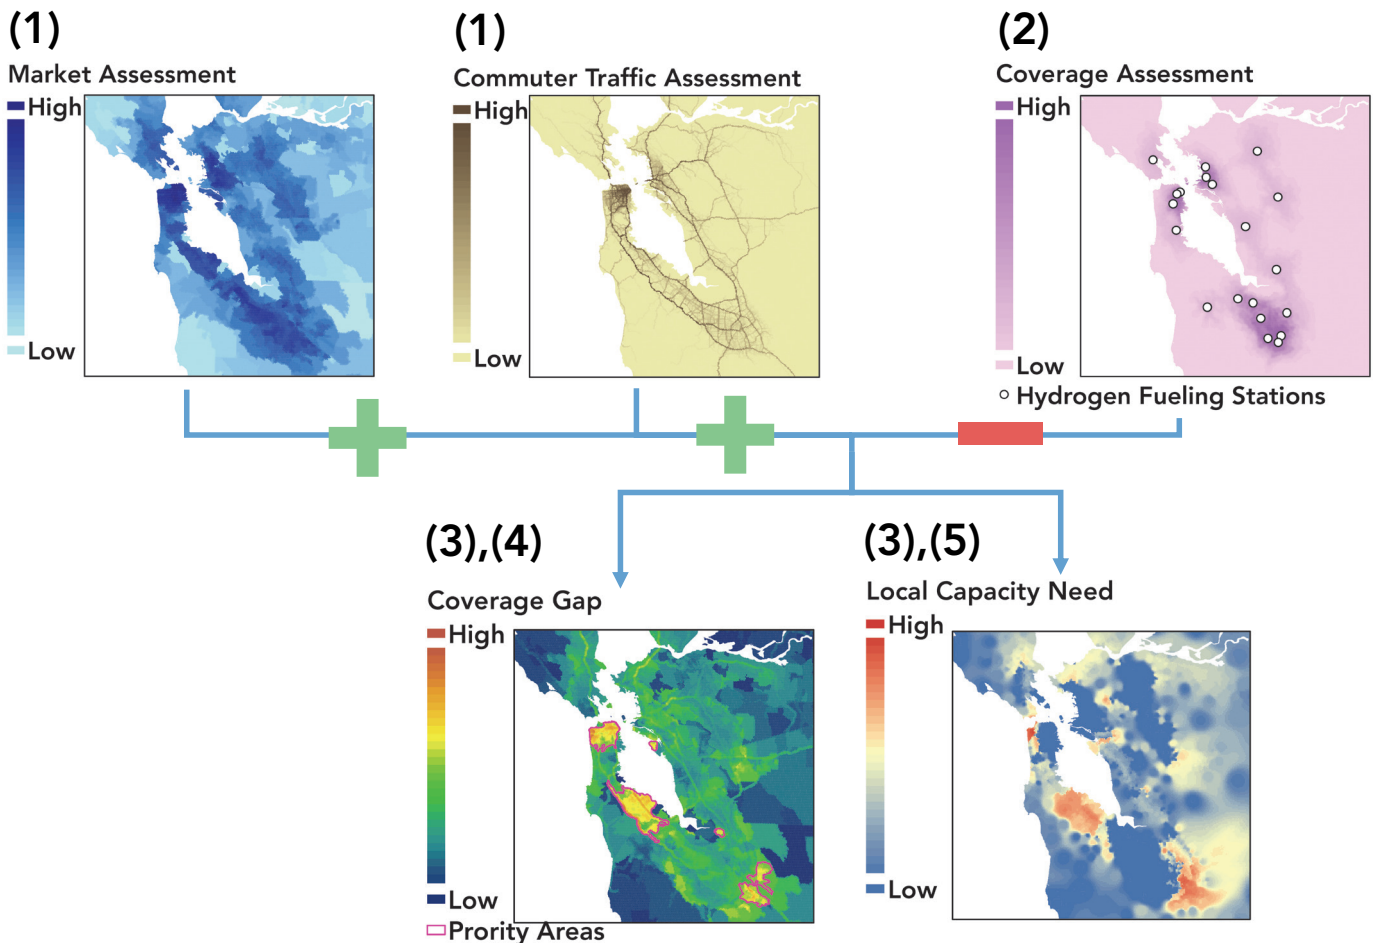 (1)
Market Assessment
High
Low
(1)
Commuter Traffic Assessment
High
Low
(2)
Coverage Assessment
High
Low
Hydrogen Fueling Stations
(3),(4)
Coverage Gap
High
Low
Prority Areas
(3),(5)
Local Capacity Need
High
Low